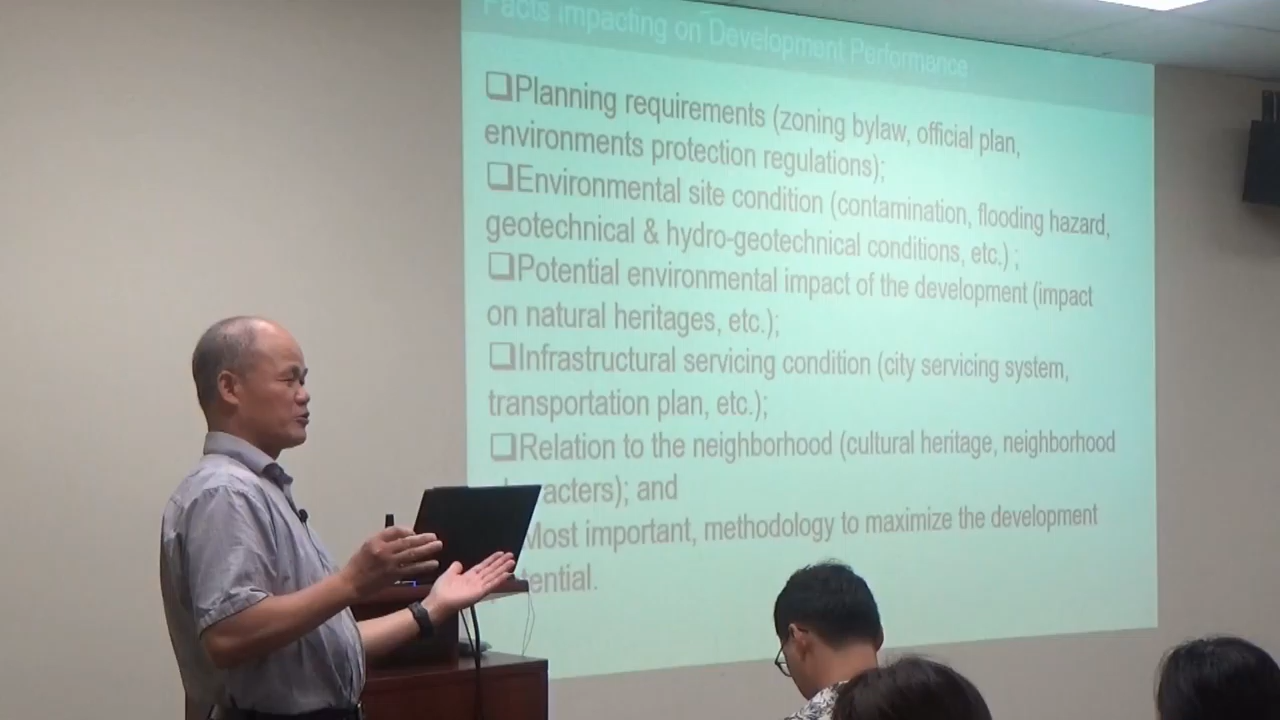 Facts Impacting on Development Performance
❑Planning requirements (zoning bylaw, official plan,
environments protection regulations);
❑Environmental site condition (contamination, flooding hazard,
geotechnical & hydro-geotechnical conditions, etc.) ;
❑Potential environmental impact of the development (impact
on natural heritages, etc.);
❑Infrastructural servicing condition (city servicing system,
transportation plan, etc.);
❑Relation to the neighborhood (cultural heritage, neighborhood
acters); and
Most important, methodology to maximize the development
ential.